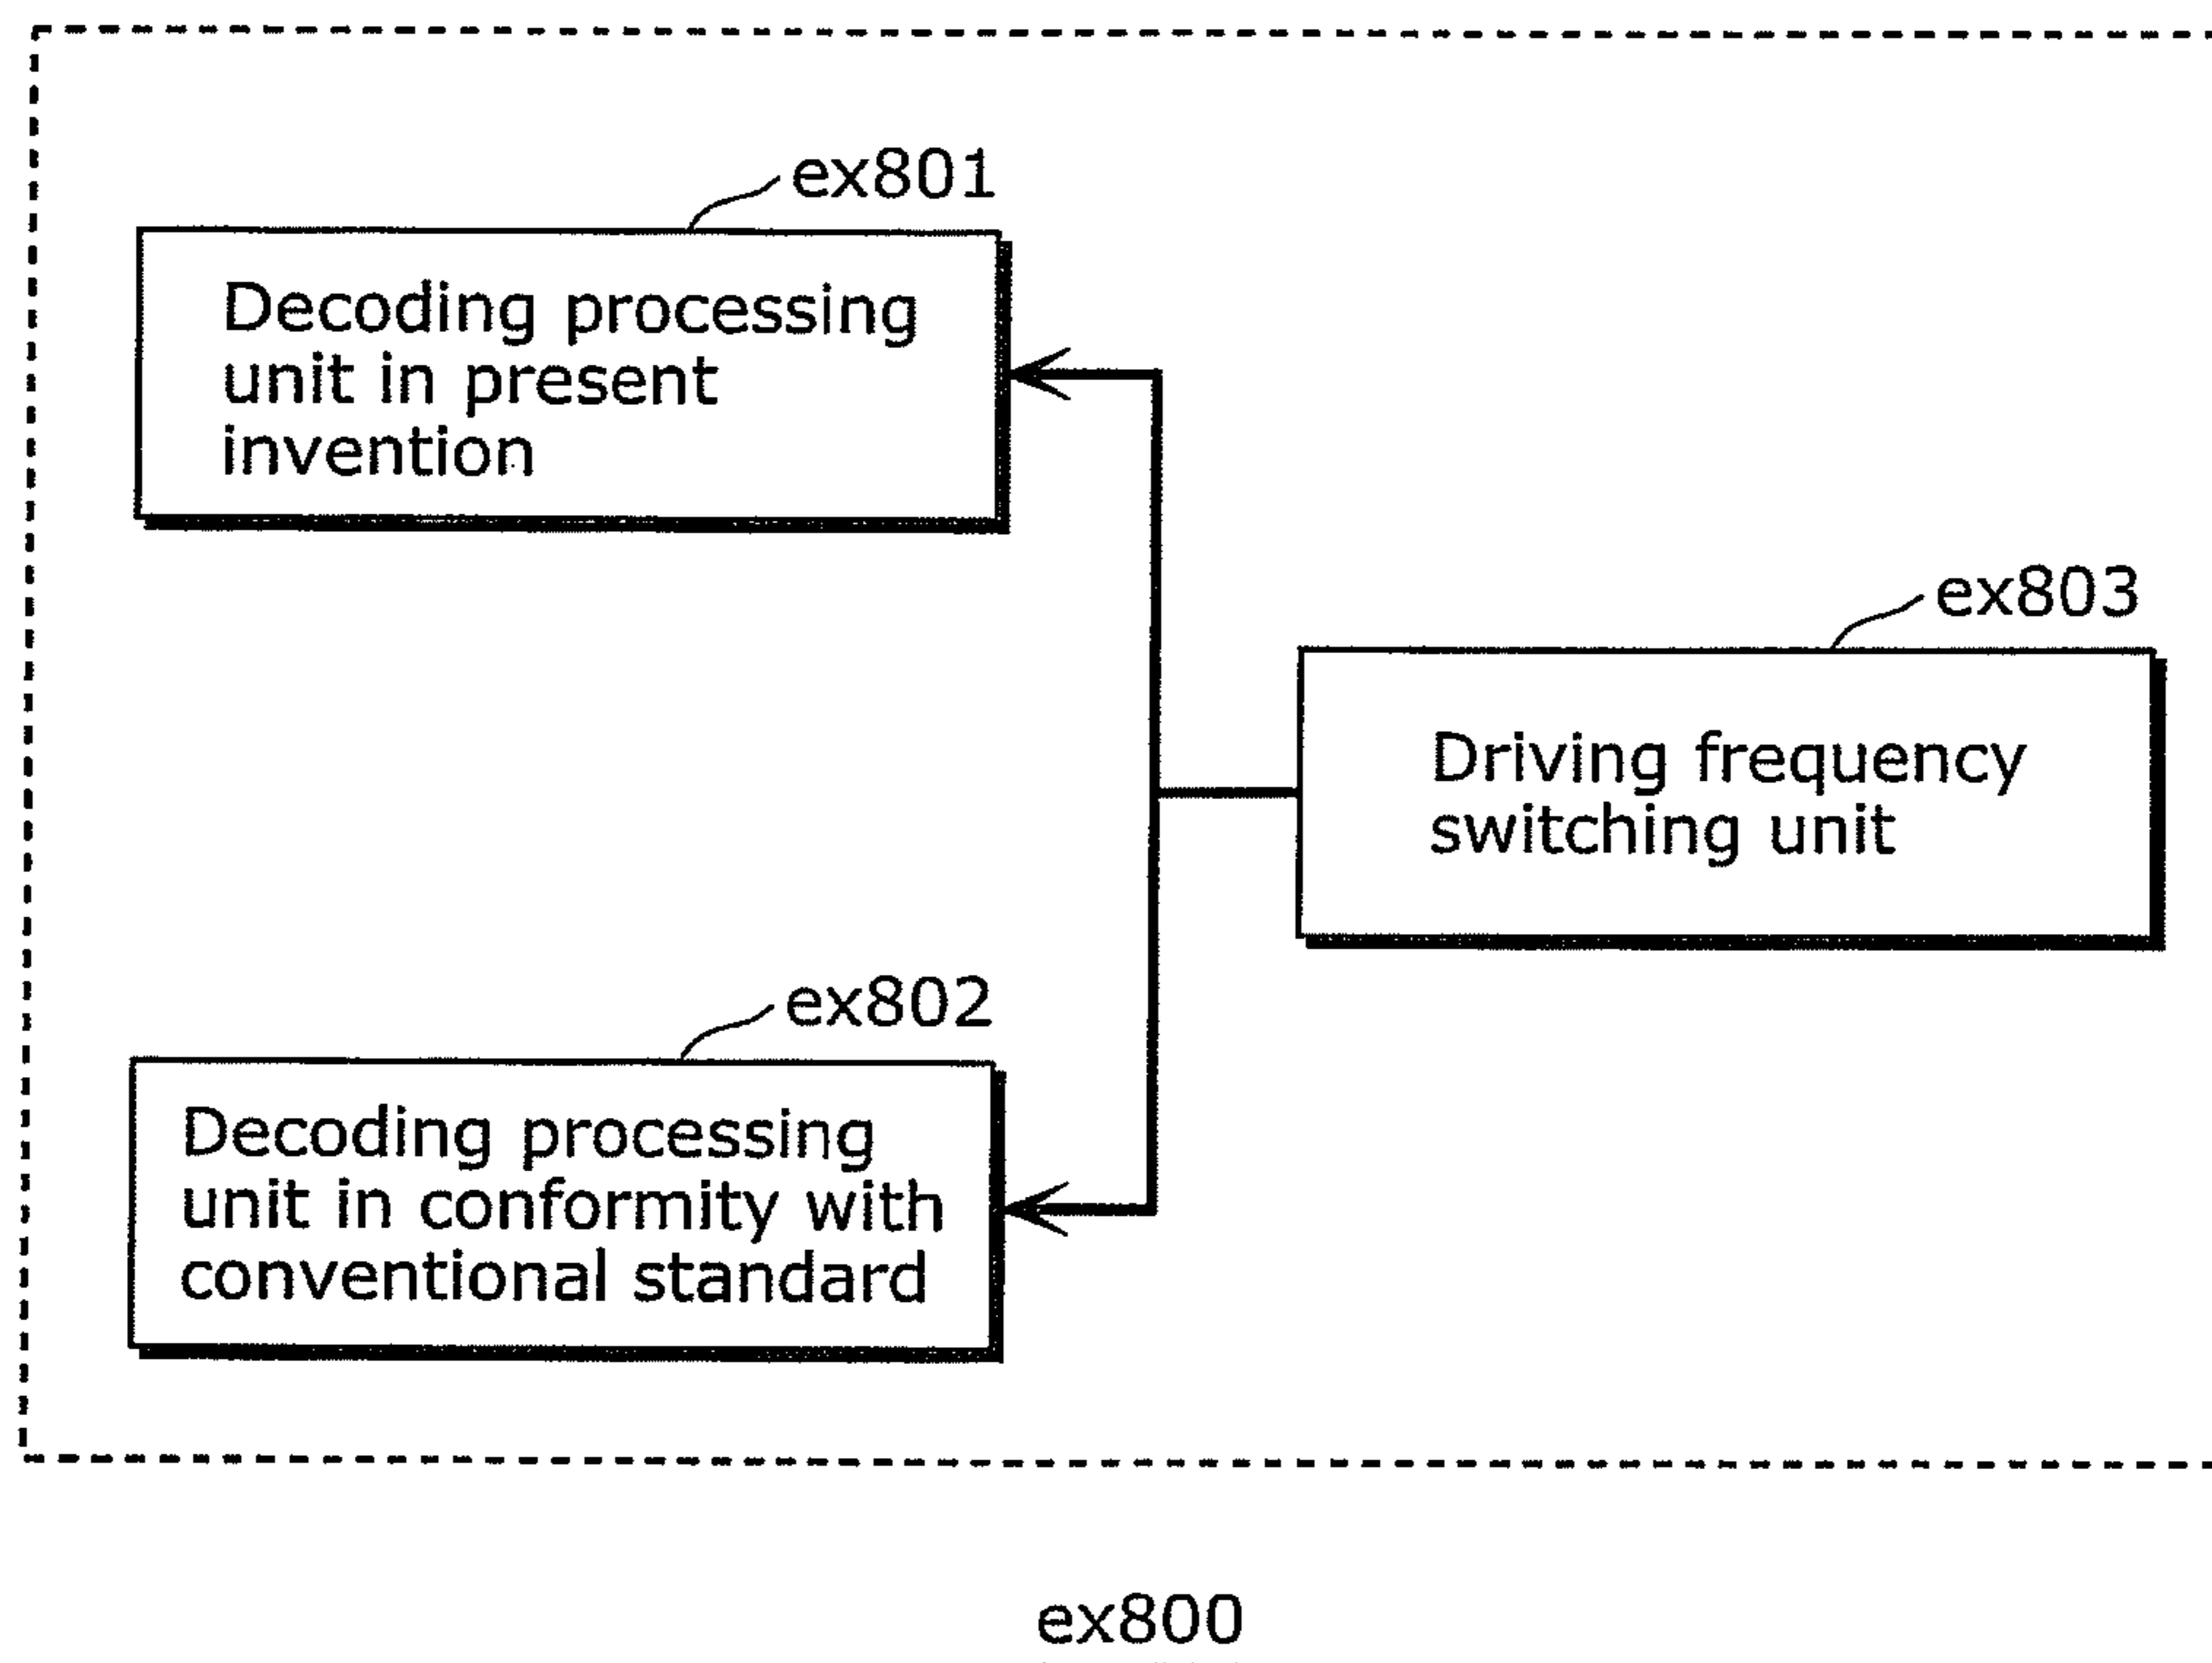 ex801
Decoding processing
unit in present
invention
ex803
Driving frequency
switching unit
ex802
Decoding processing
unit in conformity with
conventional standard
ex800